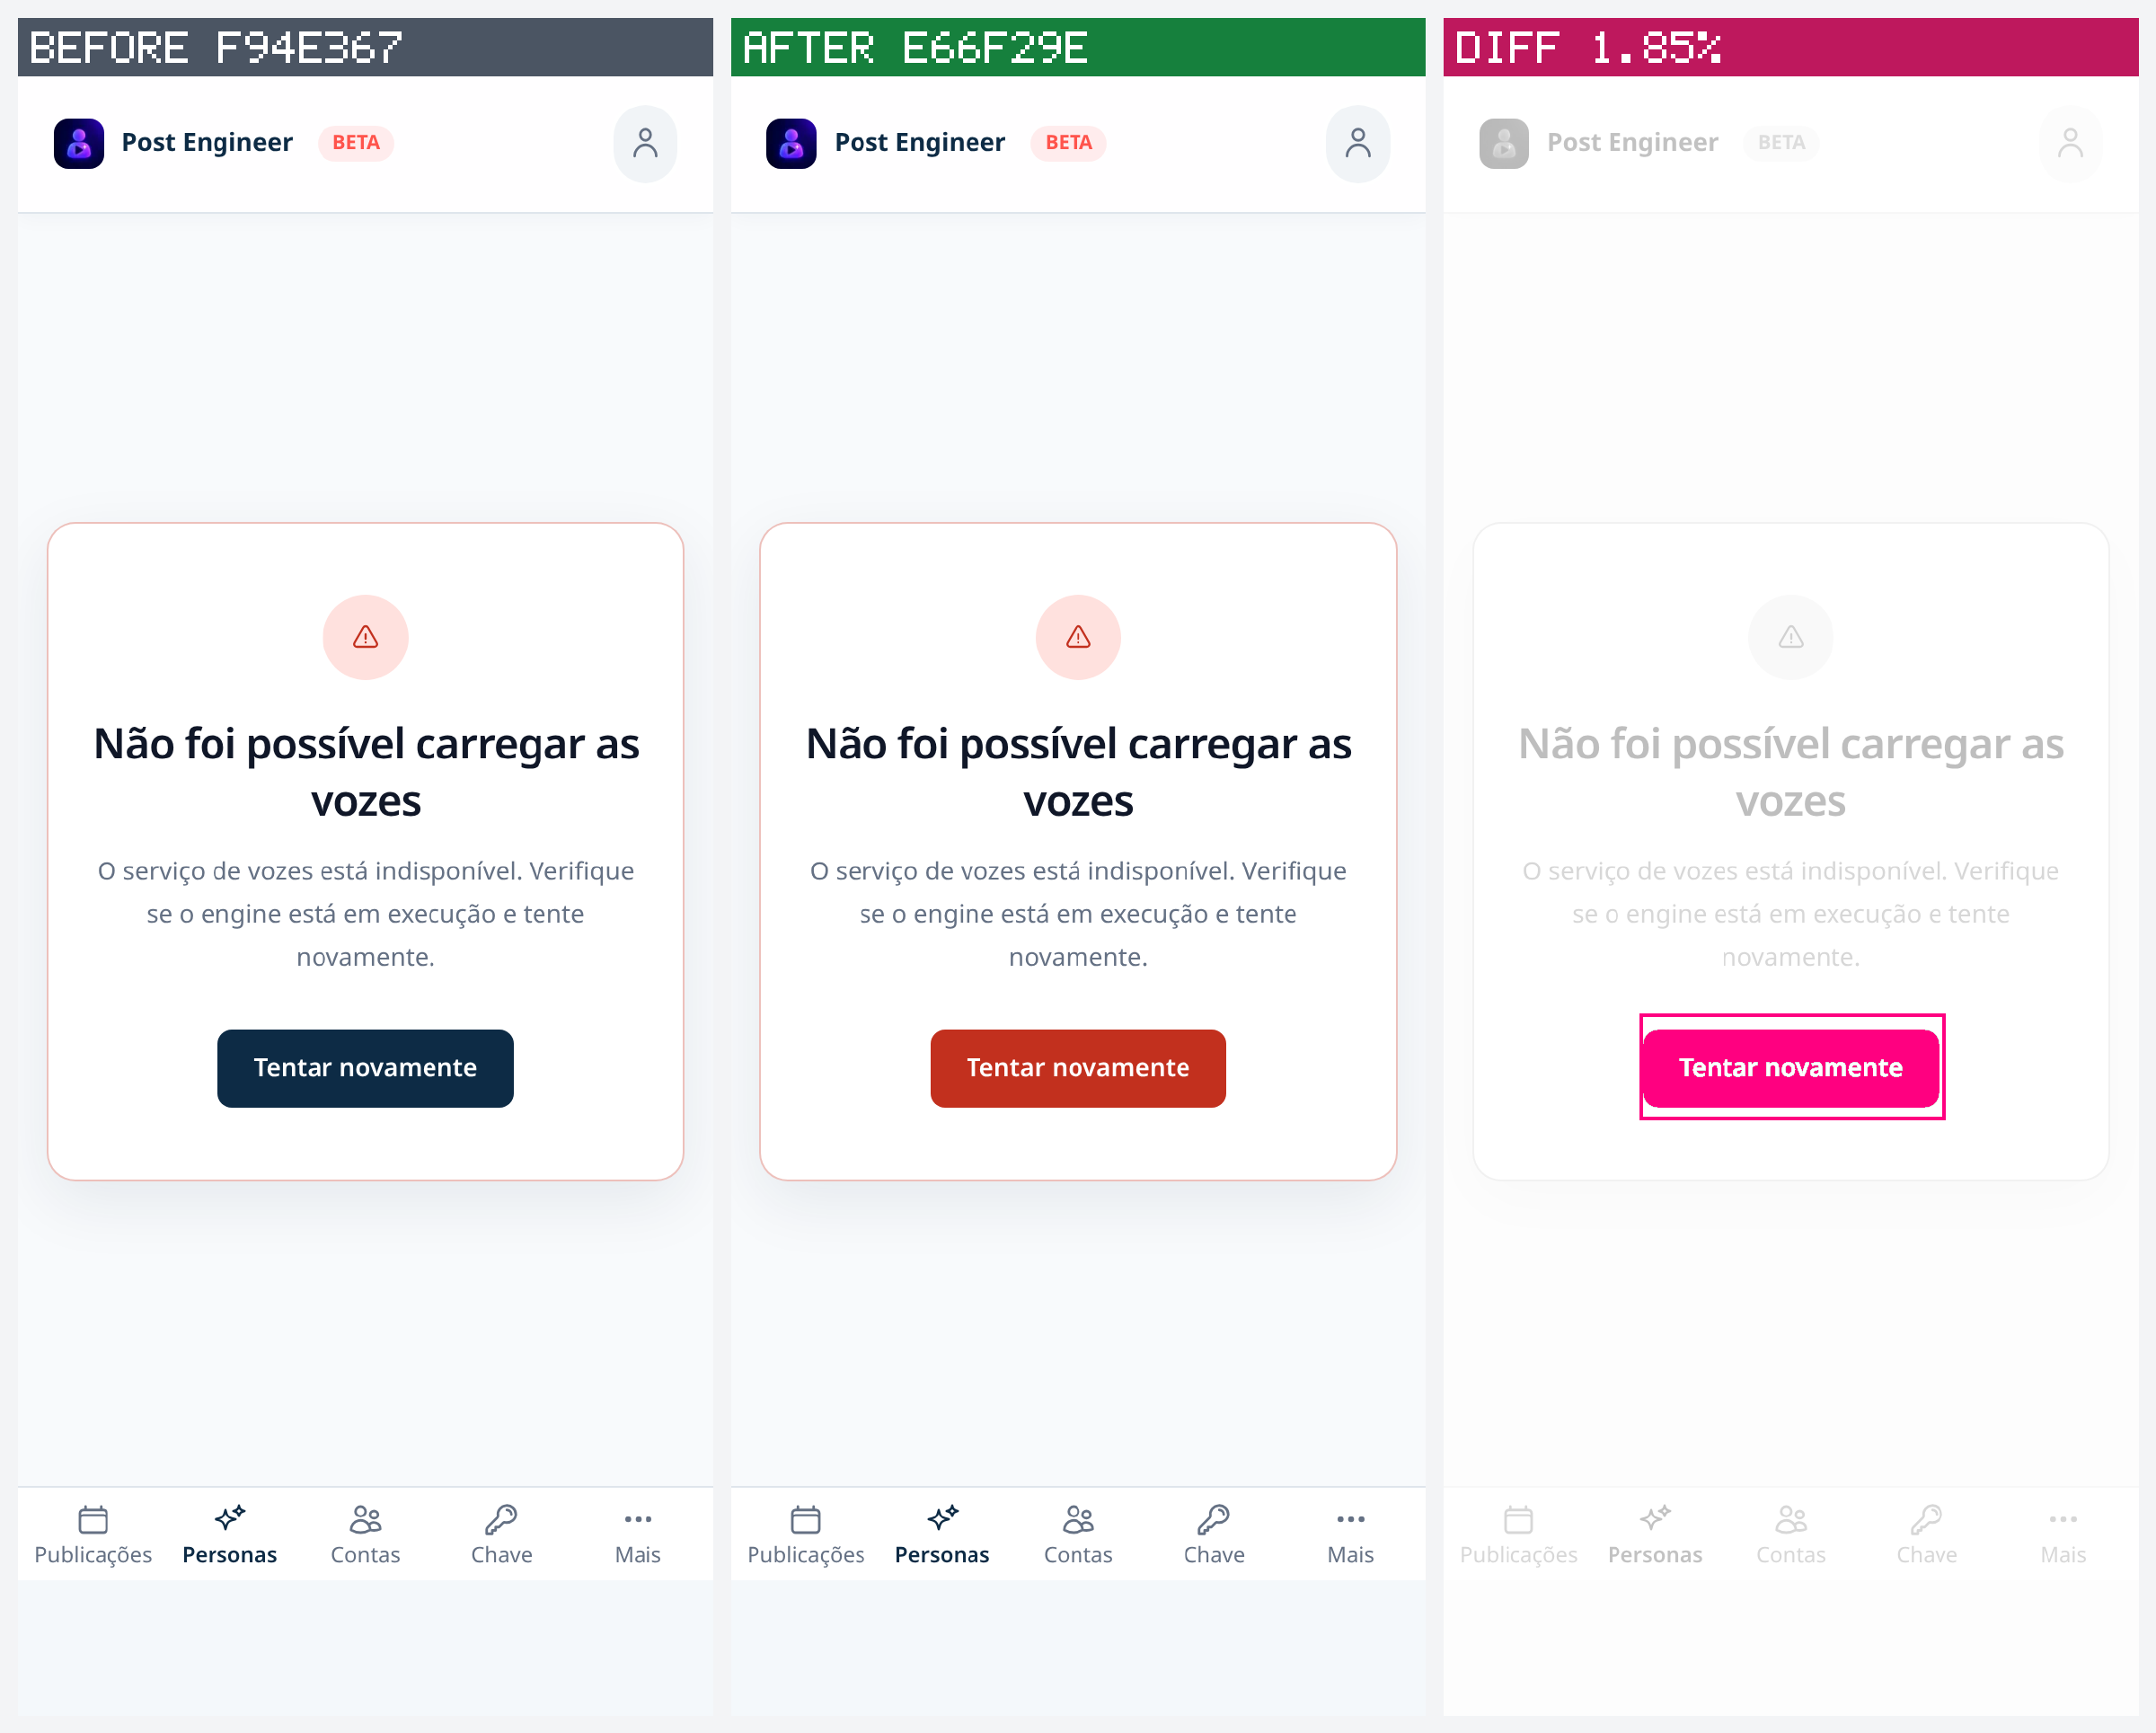 BEFORE F94E367
Post Engineer BETA
Não foi possível carregar as
vozes
O serviço de vozes está indisponível. Verifique
se o engine está em execução e tente
novamente.
Tentar novamente
Publicações Personas Contas Chave Mais
AFTER E66F29E
Post Engineer BETA
Não foi possível carregar as
vozes
O serviço de vozes está indisponível. Verifique
se o engine está em execução e tente
novamente.
Tentar novamente
Publicações Personas Contas Chave Mais
DIFF 1.85%
Post Engineer BETA
Não foi possível carregar as
vozes
O serviço de vozes está indisponível. Verifique
se o engine está em execução e tente
novamente.
Tentar novamente
Publicações Personas Contas Chave Mais